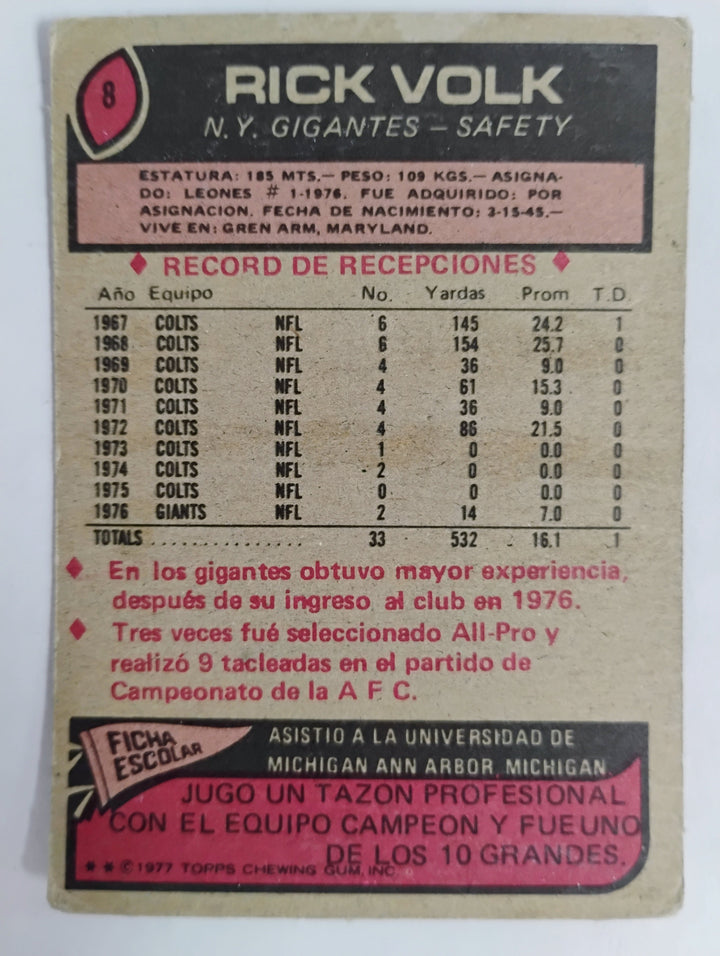 8
RICK VOLK
N.Y. GIGANTES – SAFETY
ESTATURA: 185 MTS.— PESO: 109 KGS.— ASIGNA-
DO: LEONES # 1-1976. FUE ADQUIRIDO: POR
ASIGNACION. FECHA DE NACIMIENTO: 3-15-45.—
VIVE EN: GREN ARM, MARYLAND.
♦ RECORD DE RECEPCIONES ♦
Año Equipo No. Yardas Prom T.D.
1967 COLTS NFL 6 145 24.2 1
1968 COLTS NFL 6 154 25.7 0
1969 COLTS NFL 4 36 9.0 0
1970 COLTS NFL 4 61 15.3 0
1971 COLTS NFL 4 36 9.0 0
1972 COLTS NFL 4 86 21.5 0
1973 COLTS NFL 1 0 0.0 0
1974 COLTS NFL 2 0 0.0 0
1975 COLTS NFL 0 0 0.0 0
1976 GIANTS NFL 2 14 7.0 0
TOTALS ................ 33 532 16.1 1
♦ En los gigantes obtuvo mayor experiencia,
después de su ingreso al club en 1976.
♦ Tres veces fué seleccionado All-Pro y
realizó 9 tacleadas en el partido de
Campeonato de la A F C.
FICHA
ESCOLAR
ASISTIO A LA UNIVERSIDAD DE
MICHIGAN ANN ARBOR, MICHIGAN
JUGO UN TAZON PROFESIONAL
CON EL EQUIPO CAMPEON Y FUE UNO
DE LOS 10 GRANDES.
* * © 1977 TOPPS CHEWING GUM, INC